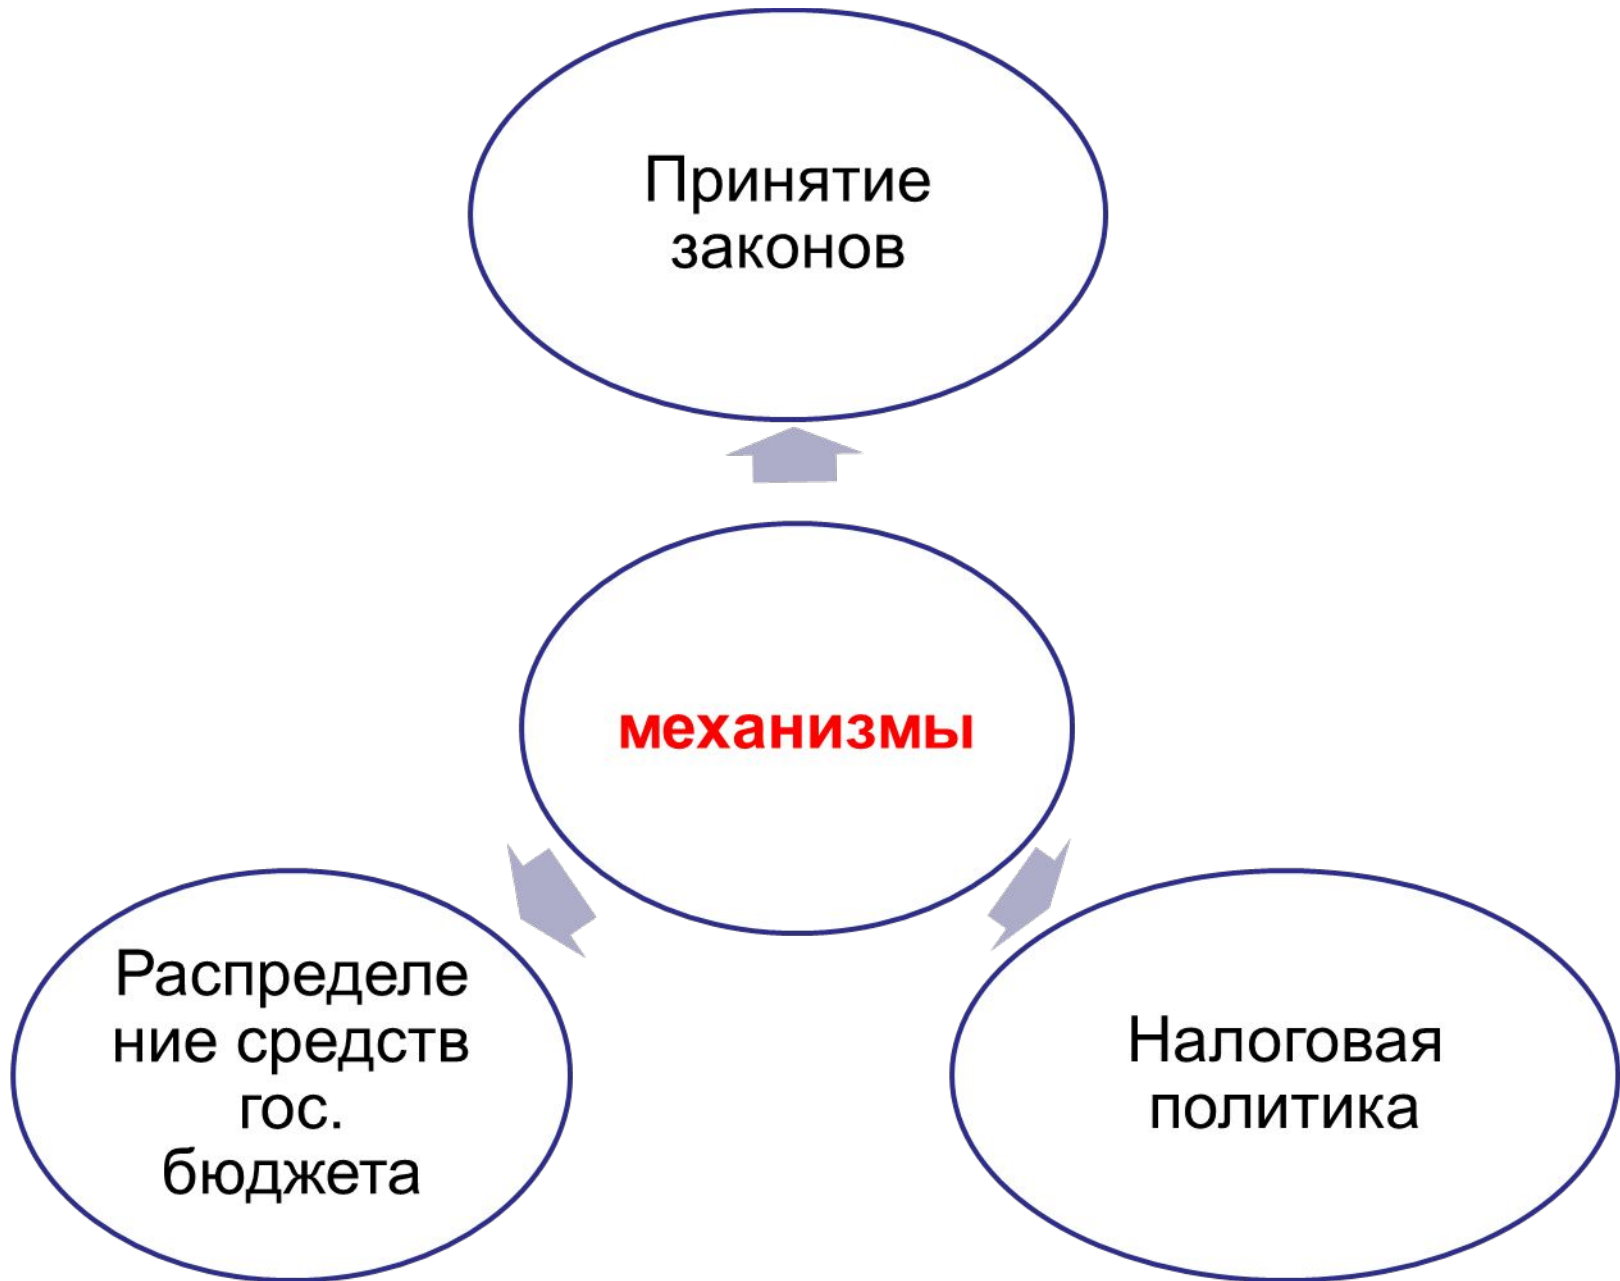 Принятие
законов
механизмы
Распределе
ние средств
гос.
бюджета
Налоговая
политика